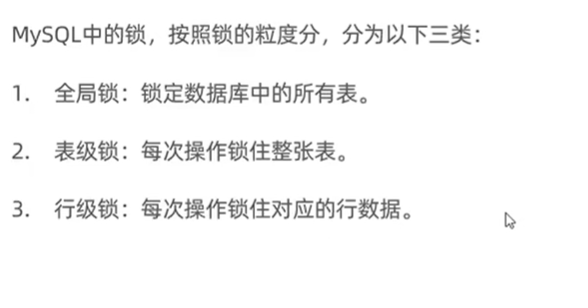 MySQL中的锁，按照锁的粒度分，分为以下三类：
1. 全局锁：锁定数据库中的所有表。
2. 表级锁：每次操作锁住整张表。
3. 行级锁：每次操作锁住对应的行数据。